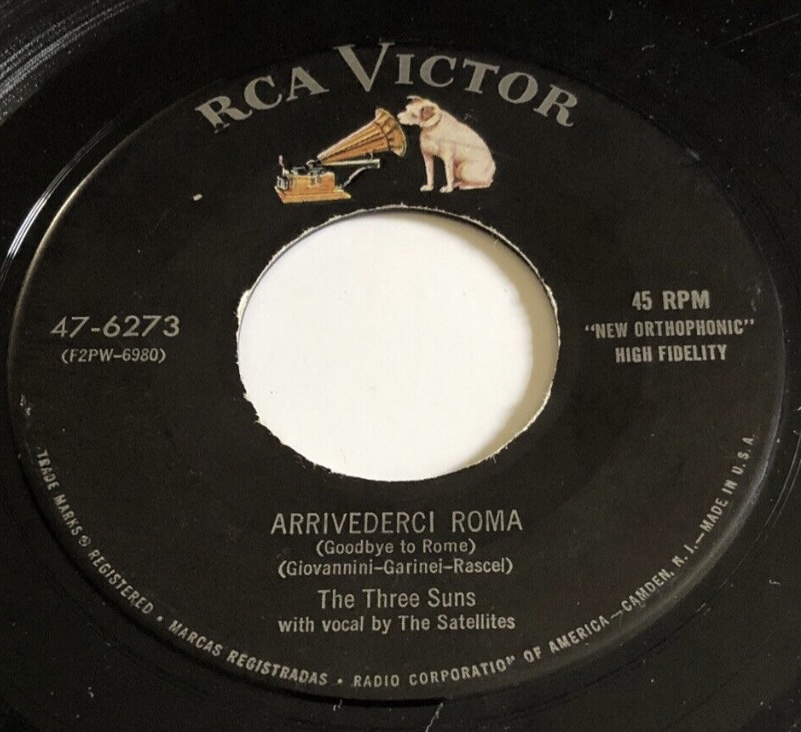 RCA VICTOR
47-6273
(F2PW-6980)
45 RPM
"NEW ORTHOPHONIC"
HIGH FIDELITY
ARRIVEDERCI ROMA
(Goodbye to Rome)
(Giovannini-Garinei-Rascel)
The Three Suns
with vocal by The Satellites
TRADE MARKS ® REGISTERED • MARCAS REGISTRADAS • RADIO CORPORATION OF AMERICA—CAMDEN, N. J.—MADE IN U.S.A.